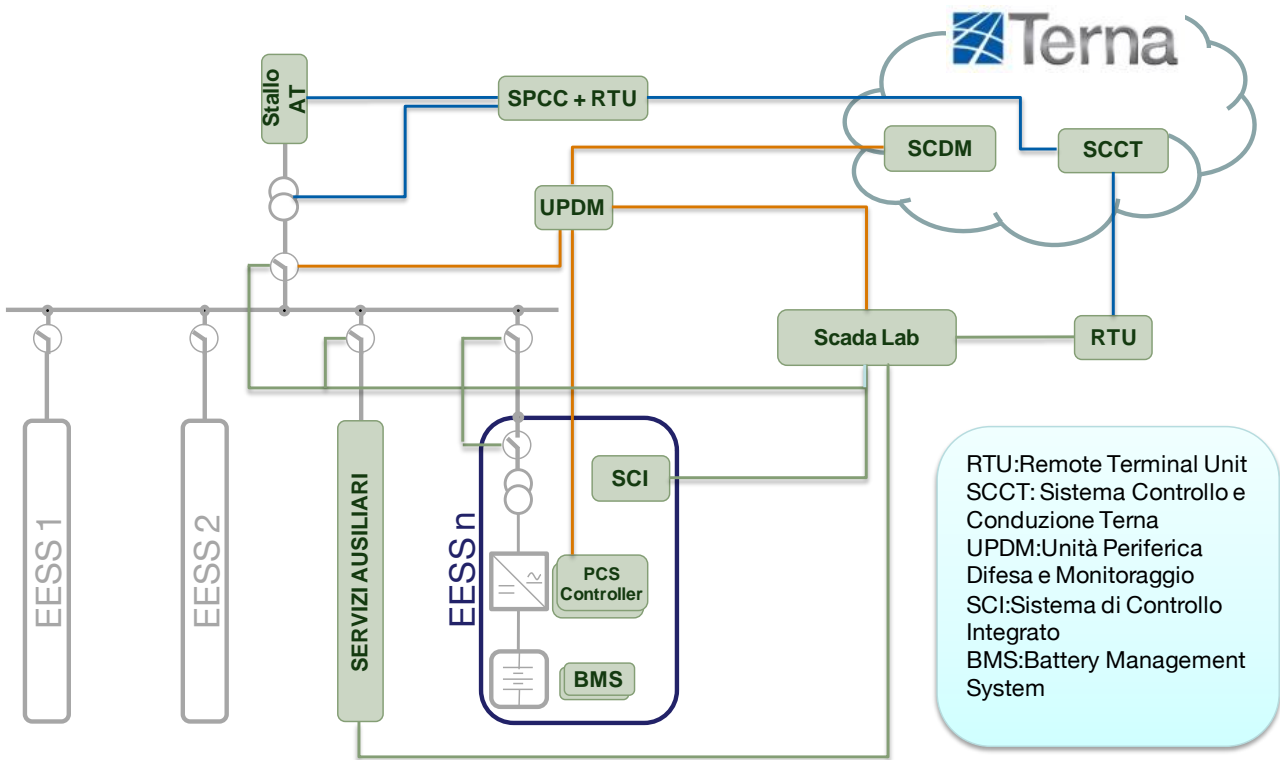 Terna
Stallo
AT
SPCC + RTU
SCDM
SCCT
UPDM
Scada Lab
RTU
EESS 1
EESS 2
SERVIZI AUSILIARI
EESS n
SCI
PCS
Controller
BMS
RTU:Remote Terminal Unit
SCCT: Sistema Controllo e
Conduzione Terna
UPDM:Unità Periferica
Difesa e Monitoraggio
SCI:Sistema di Controllo
Integrato
BMS:Battery Management
System